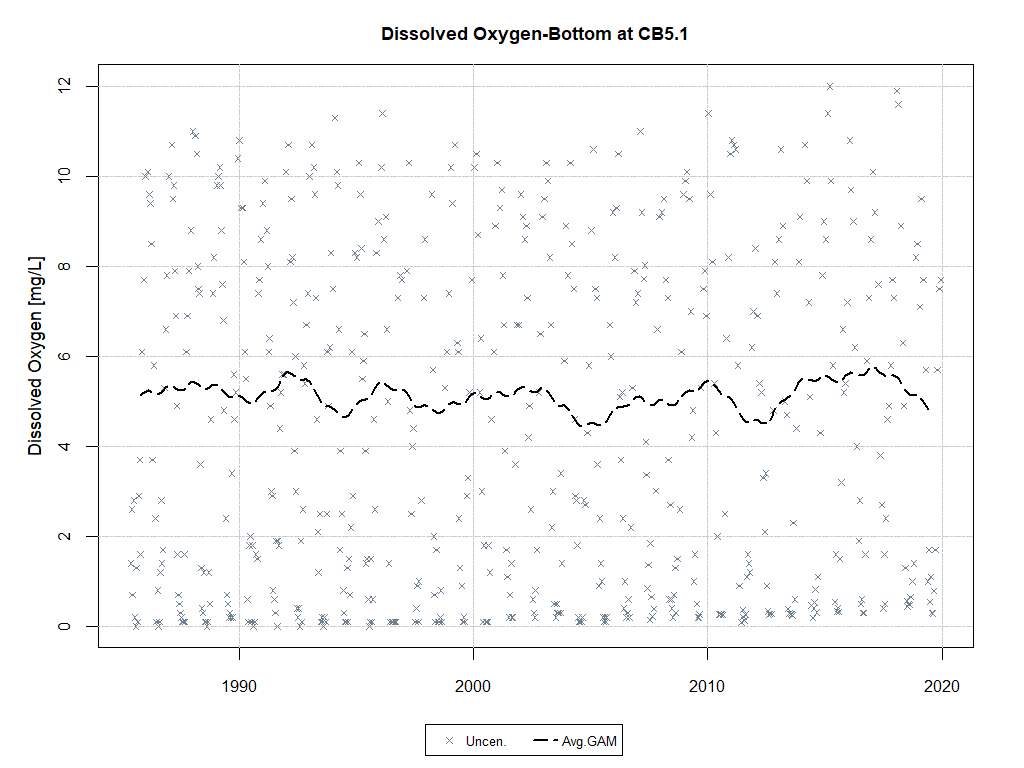 Dissolved Oxygen-Bottom at CB5.1
Dissolved Oxygen [mg/L]
12
10
8
6
4
2
0
1990 2000 2010 2020
Uncen. Avg.GAM